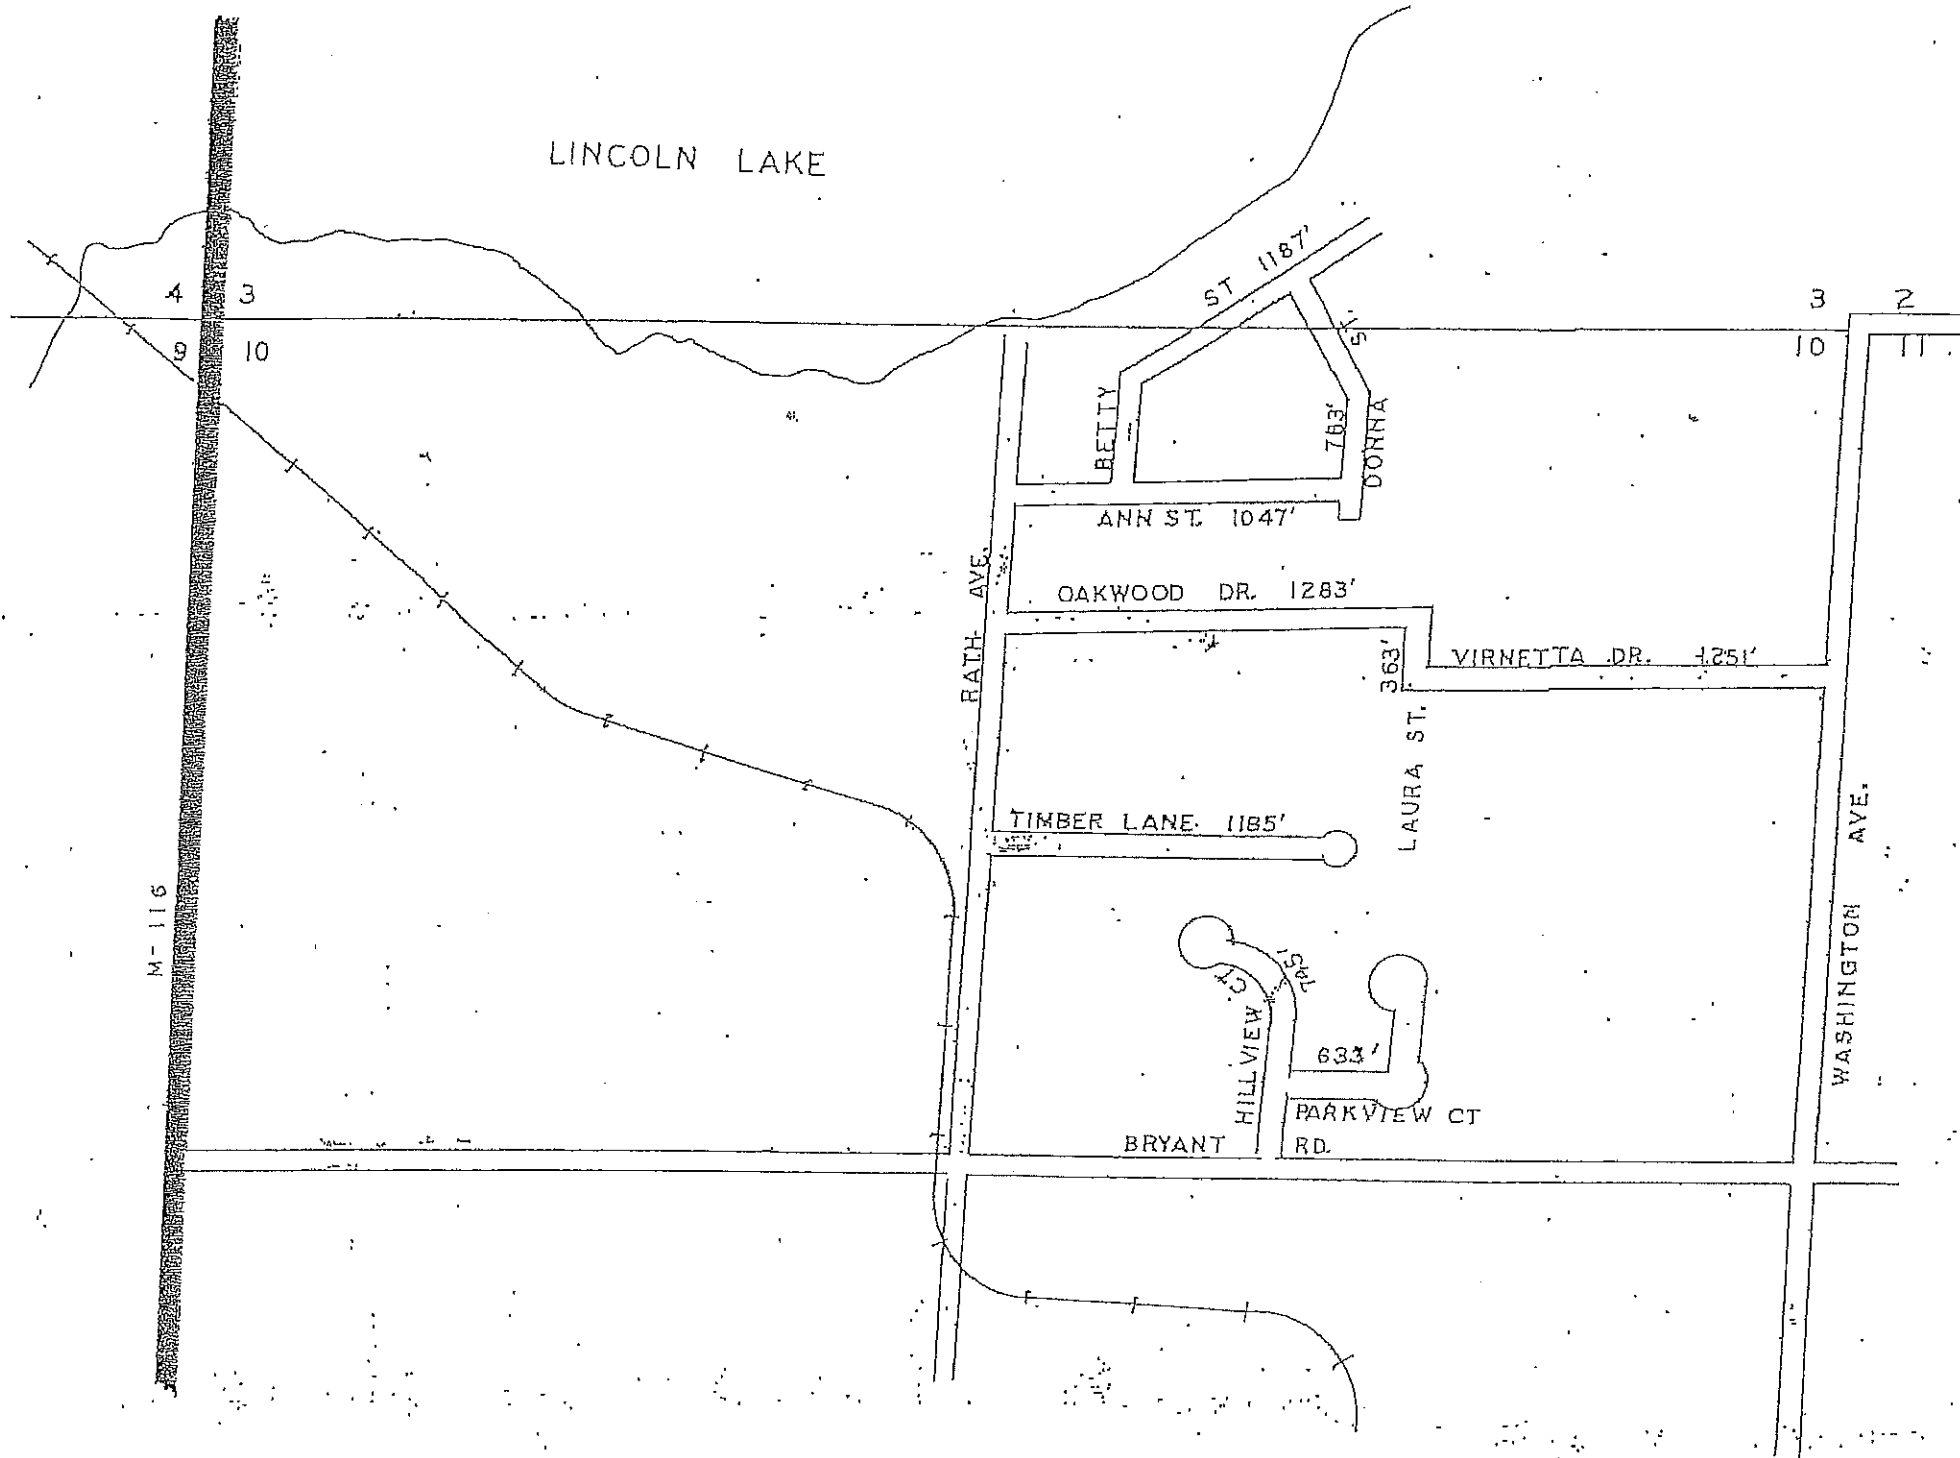 LINCOLN LAKE
4 3
9 10
3 2
10 11
BETTY ST 1187'
DONNA ST.
783'
ANN ST. 1047'
RATH AVE.
OAKWOOD DR. 1283'
363'
LAURA ST.
VIRNETTA DR. 1251'
TIMBER LANE 1185'
M-116
WASHINGTON AVE.
HILLVIEW CT
633'
PARKVIEW CT
BRYANT RD.